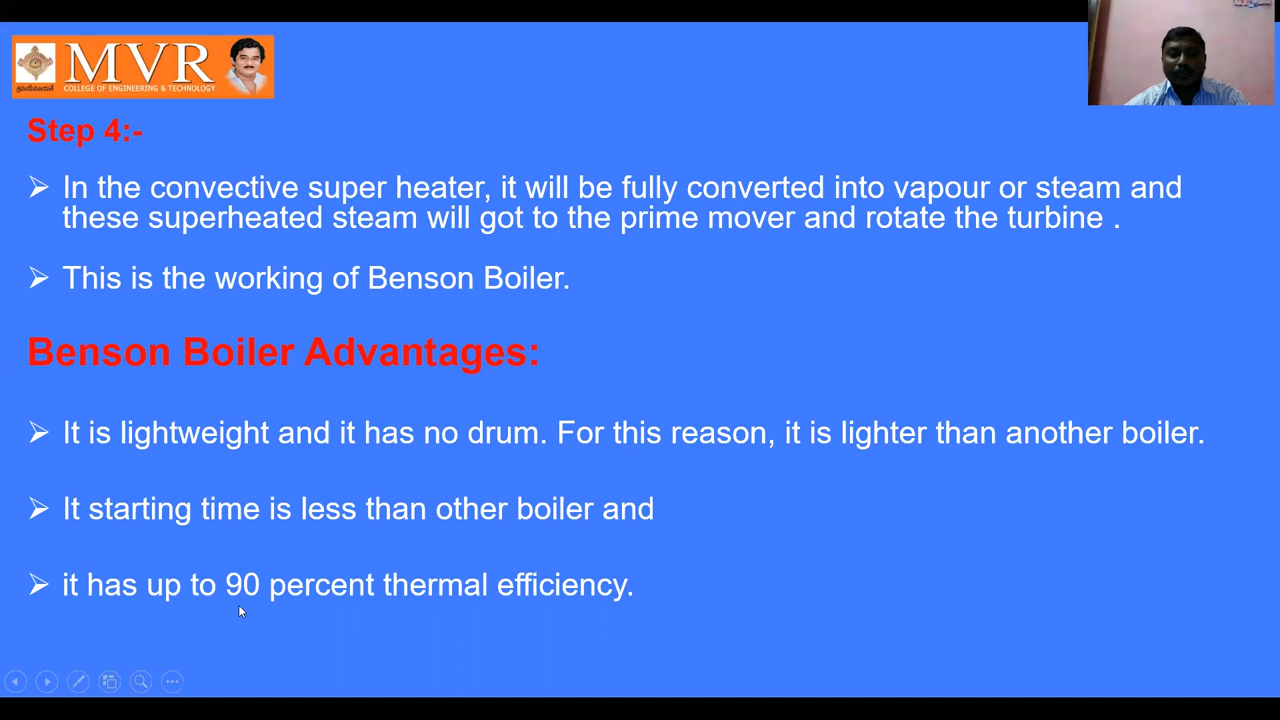 MVR
COLLEGE OF ENGINEERING & TECHNOLOGY
Step 4:-
In the convective super heater, it will be fully converted into vapour or steam and
these superheated steam will got to the prime mover and rotate the turbine .
This is the working of Benson Boiler.
Benson Boiler Advantages:
It is lightweight and it has no drum. For this reason, it is lighter than another boiler.
It starting time is less than other boiler and
it has up to 90 percent thermal efficiency.